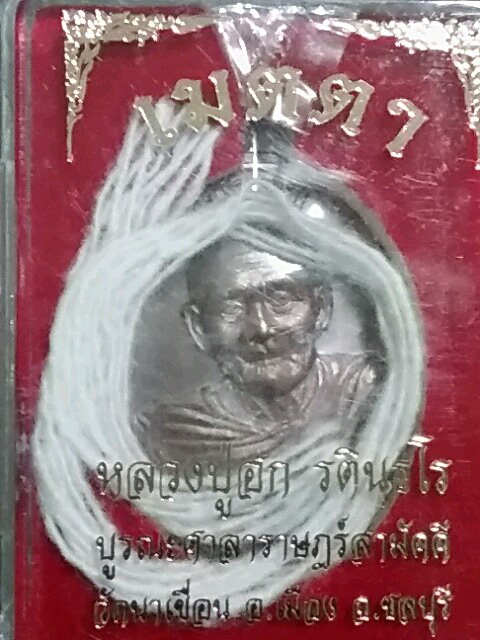 เมตตา
หลวงปู่ฮก รตินฺธโร
บูรณะศาลาราษฎร์สามัคคี
วัดนาเขื่อน อ.เมือง จ.ชลบุรี